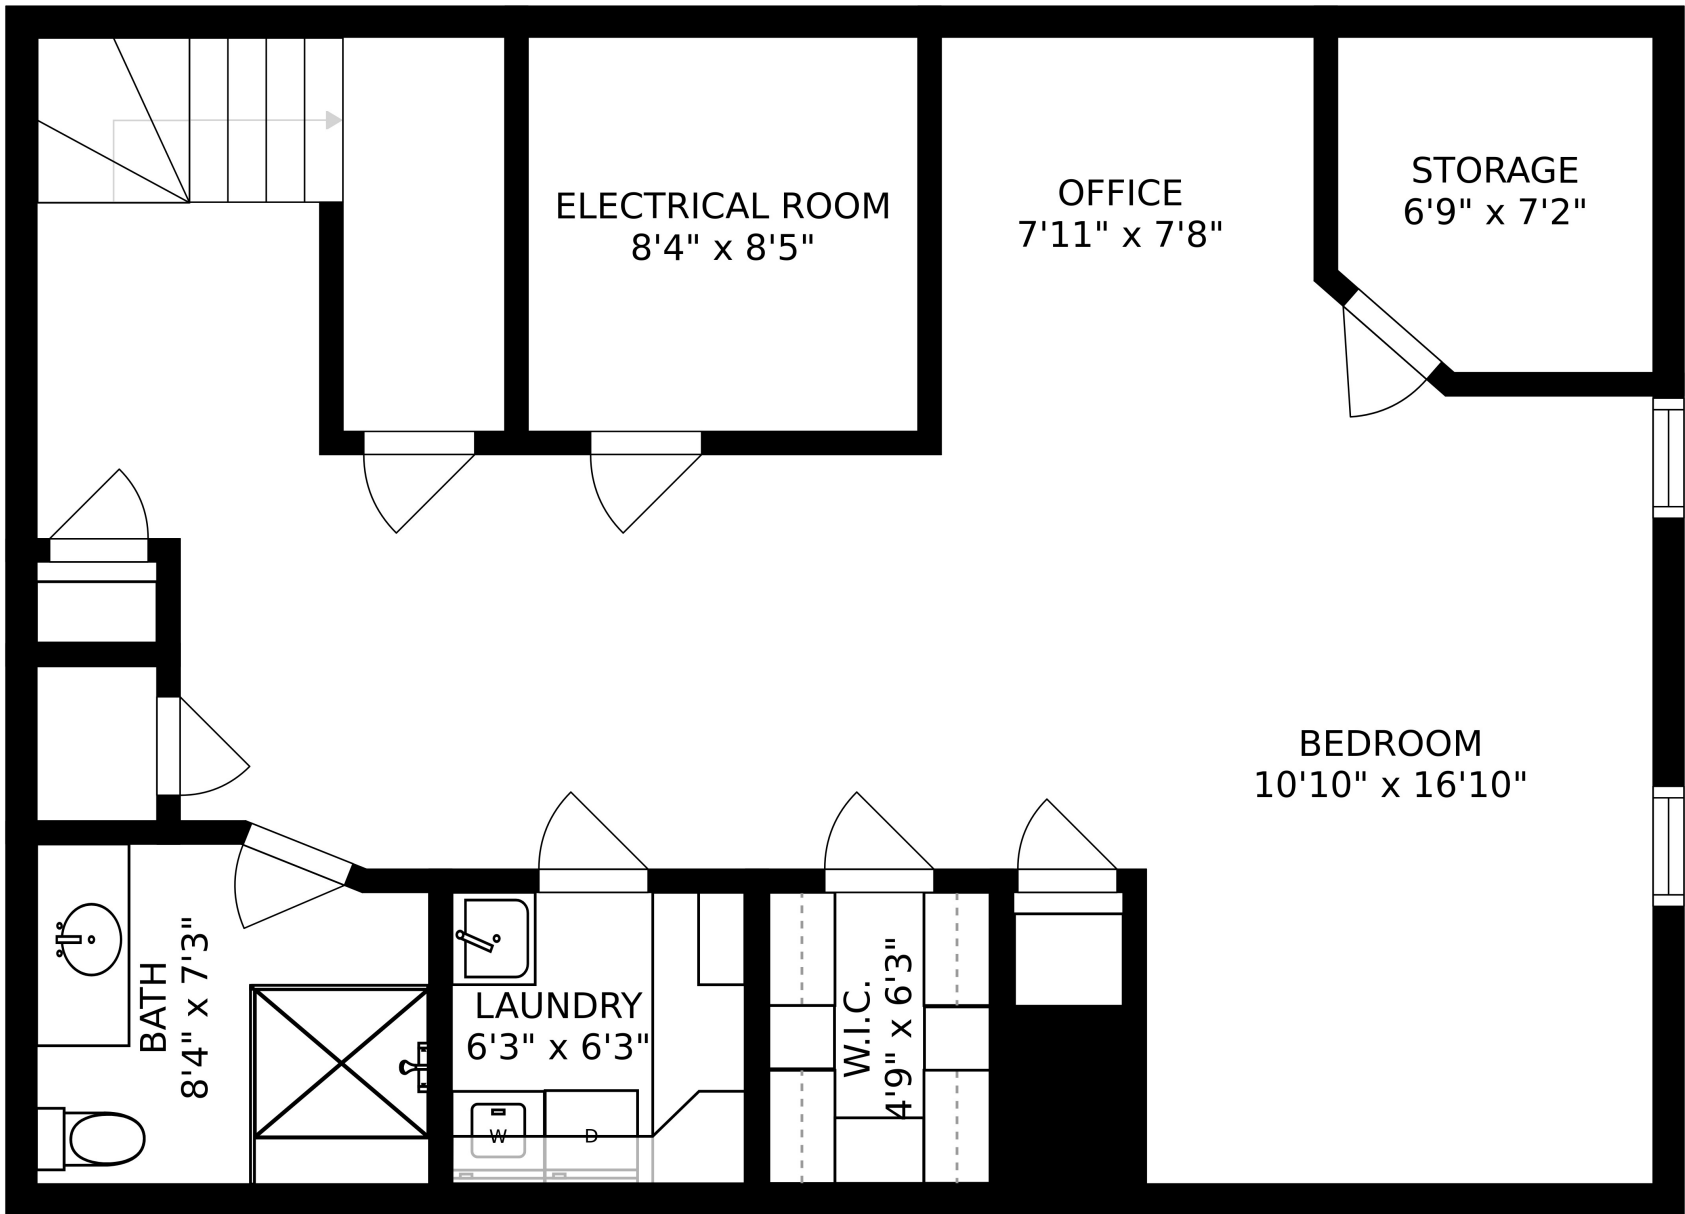 ELECTRICAL ROOM
8'4" x 8'5"
OFFICE
7'11" x 7'8"
STORAGE
6'9" x 7'2"
BEDROOM
10'10" x 16'10"
BATH
8'4" x 7'3"
LAUNDRY
6'3" x 6'3"
W
D
W.I.C.
4'9" x 6'3"